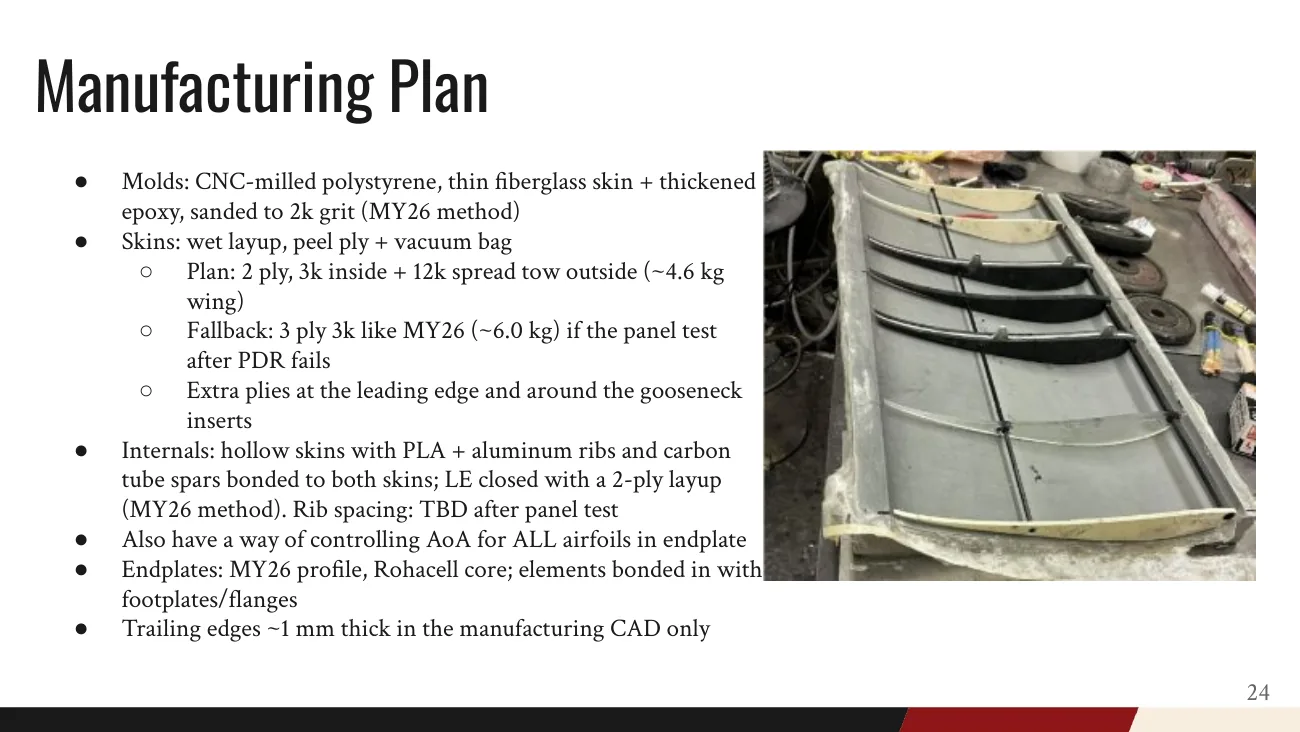 Manufacturing Plan
● Molds: CNC-milled polystyrene, thin fiberglass skin + thickened
epoxy, sanded to 2k grit (MY26 method)
● Skins: wet layup, peel ply + vacuum bag
○ Plan: 2 ply, 3k inside + 12k spread tow outside (~4.6 kg
wing)
○ Fallback: 3 ply 3k like MY26 (~6.0 kg) if the panel test
after PDR fails
○ Extra plies at the leading edge and around the gooseneck
inserts
● Internals: hollow skins with PLA + aluminum ribs and carbon
tube spars bonded to both skins; LE closed with a 2-ply layup
(MY26 method). Rib spacing: TBD after panel test
● Also have a way of controlling AoA for ALL airfoils in endplate
● Endplates: MY26 profile, Rohacell core; elements bonded in with
footplates/flanges
● Trailing edges ~1 mm thick in the manufacturing CAD only
24